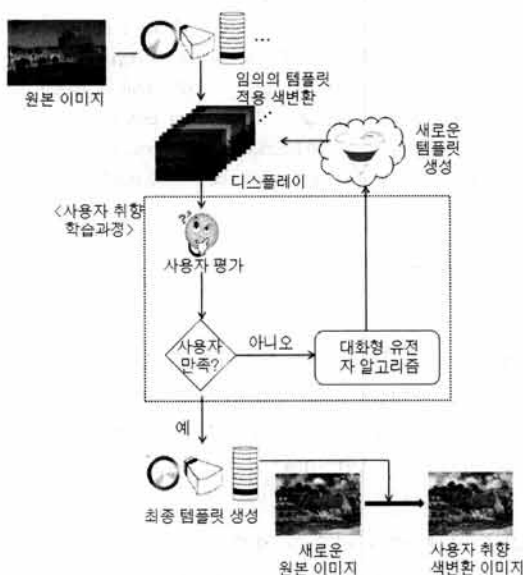 원본 이미지
임의의 템플릿
적용 색변환
...
...
디스플레이
새로운
템플릿
생성
<사용자 취향
학습과정>
사용자 평가
사용자
만족?
아니오
대화형 유전
자 알고리즘
예
최종 템플릿 생성
새로운
원본 이미지
사용자 취향
색변환 이미지